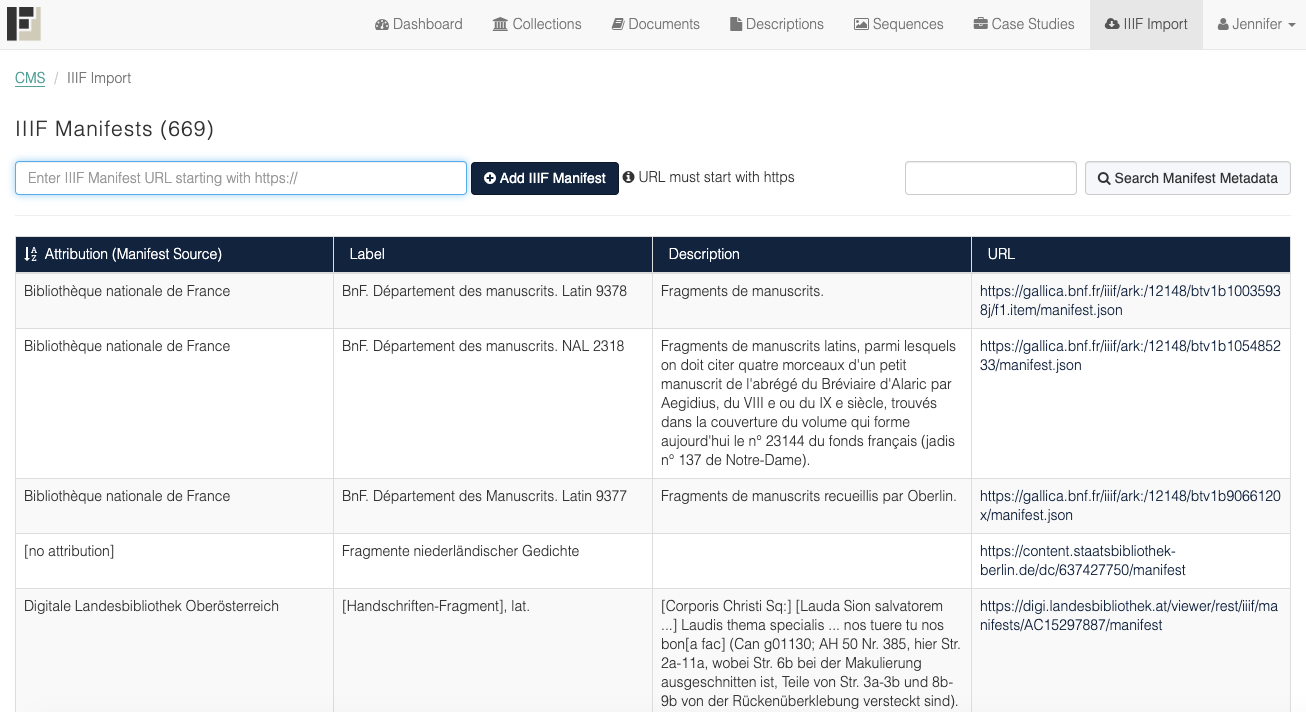 Dashboard Collections Documents Descriptions Sequences Case Studies IIIF Import Jennifer
CMS / IIIF Import
IIIF Manifests (669)
Enter IIIF Manifest URL starting with https:// Add IIIF Manifest URL must start with https Search Manifest Metadata
Attribution (Manifest Source) Label Description URL
Bibliothèque nationale de France BnF. Département des manuscrits. Latin 9378 Fragments de manuscrits. https://gallica.bnf.fr/iiif/ark:/12148/btv1b1003593
8j/f1.item/manifest.json
Bibliothèque nationale de France BnF. Département des manuscrits. NAL 2318 Fragments de manuscrits latins, parmi lesquels https://gallica.bnf.fr/iiif/ark:/12148/btv1b1054852
on doit citer quatre morceaux d'un petit 33/manifest.json
manuscrit de l'abrégé du Bréviaire d'Alaric par
Aegidius, du VIII e ou du IX e siècle, trouvés
dans la couverture du volume qui forme
aujourd'hui le n° 23144 du fonds français (jadis
n° 137 de Notre-Dame).
Bibliothèque nationale de France BnF. Département des Manuscrits. Latin 9377 Fragments de manuscrits recueillis par Oberlin. https://gallica.bnf.fr/iiif/ark:/12148/btv1b9066120
x/manifest.json
[no attribution] Fragmente niederländischer Gedichte https://content.staatsbibliothek-
berlin.de/dc/637427750/manifest
Digitale Landesbibliothek Oberösterreich [Handschriften-Fragment], lat. [Corporis Christi Sq:] [Lauda Sion salvatorem https://digi.landesbibliothek.at/viewer/rest/iiif/ma
...] Laudis thema specialis ... nos tuere tu nos nifests/AC15297887/manifest
bon[a fac] (Can g01130; AH 50 Nr. 385, hier Str.
2a-11a, wobei Str. 6b bei der Makulierung
ausgeschnitten ist, Teile von Str. 3a-3b und 8b-
9b von der Rückenüberklebung versteckt sind).